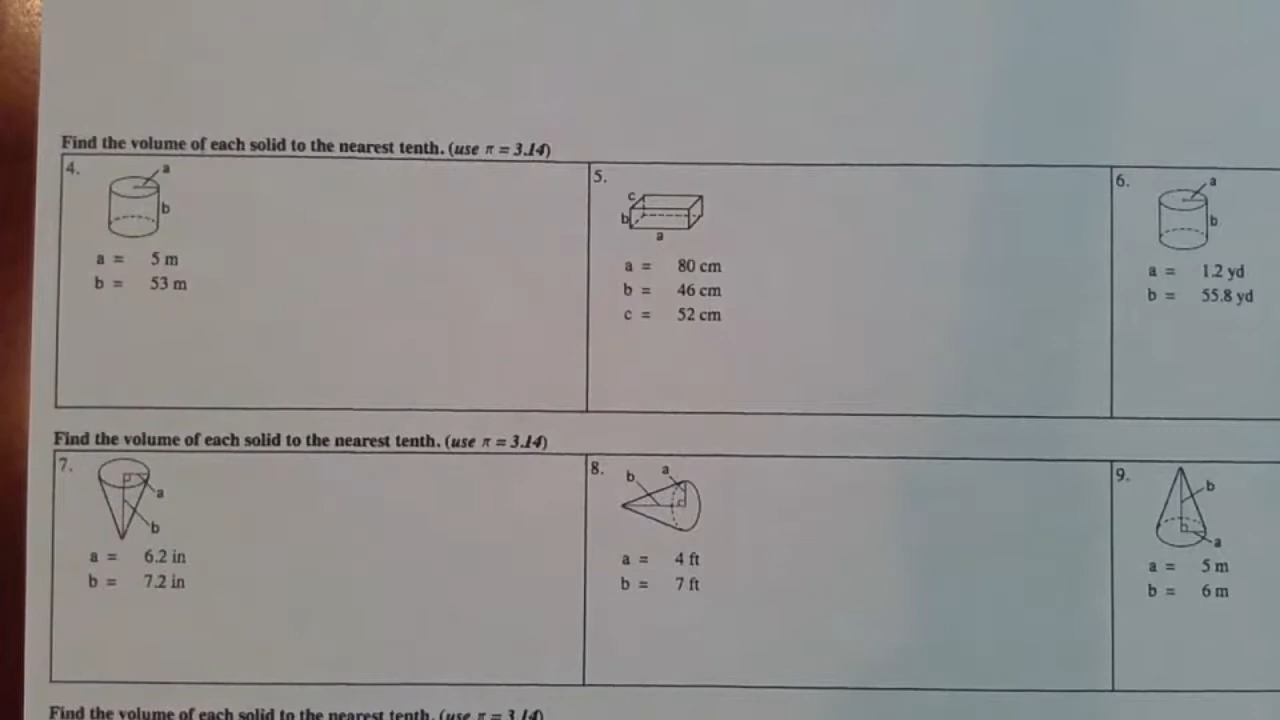 Find the volume of each solid to the nearest tenth. (use π = 3.14)
4.
a
b
a = 5 m
b = 53 m
5.
c
b
a
a = 80 cm
b = 46 cm
c = 52 cm
6.
a
b
a = 1.2 yd
b = 55.8 yd
Find the volume of each solid to the nearest tenth. (use π = 3.14)
7.
a
b
a = 6.2 in
b = 7.2 in
8.
b
a
a = 4 ft
b = 7 ft
9.
b
a
a = 5 m
b = 6 m
Find the volume of each solid to the nearest tenth. (use π = 3.14)